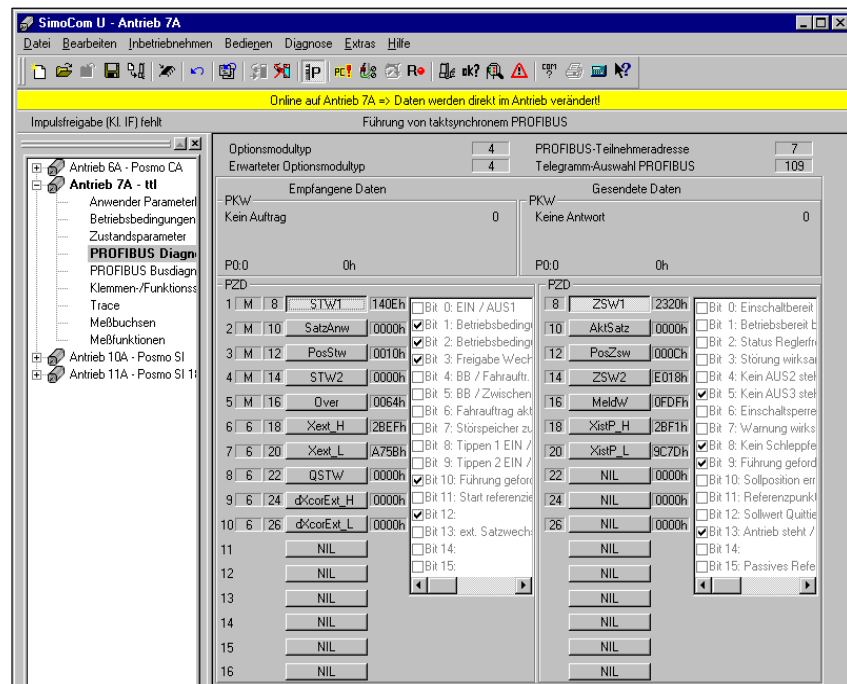 SimoCom U - Antrieb 7A
Datei Bearbeiten Inbetriebnehmen Bedienen Diagnose Extras Hilfe
Online auf Antrieb 7A => Daten werden direkt im Antrieb verändert!
Impulsfreigabe (Kl. IF) fehlt Führung von taktsynchronem PROFIBUS
Antrieb 6A - Posmo CA
Antrieb 7A - ttl
Anwender Parameterl
Betriebsbedingungen
Zustandsparameter
PROFIBUS Diagn
PROFIBUS Busdiagn
Klemmen-/Funktionss
Trace
Meßbuchsen
Meßfunktionen
Antrieb 10A - Posmo SI
Antrieb 11A - Posmo SI 1
Optionsmodultyp 4 PROFIBUS-Teilnehmeradresse 7
Erwarteter Optionsmodultyp 4 Telegramm-Auswahl PROFIBUS 109
Empfangene Daten
PKW
Kein Auftrag 0
P0:0 0h
PZD
1 M 8 STW1 140Eh
2 M 10 SatzAnw 0000h
3 M 12 PosStw 0010h
4 M 14 STW2 0000h
5 M 16 Over 0064h
6 6 18 Xext_H 2BEFh
7 6 20 Xext_L A75Bh
8 6 22 QSTW 0000h
9 6 24 dXcorExt_H 0000h
10 6 26 dXcorExt_L 0000h
11 NIL
12 NIL
13 NIL
14 NIL
15 NIL
16 NIL
Bit 0: EIN / AUS1
Bit 1: Betriebsbedingu
Bit 2: Betriebsbedingu
Bit 3: Freigabe Wech
Bit 4: BB / Fahrauftr.
Bit 5: BB / Zwischen
Bit 6: Fahrauftrag akt
Bit 7: Störspeicher zu
Bit 8: Tippen 1 EIN /
Bit 9: Tippen 2 EIN /
Bit 10: Führung geford
Bit 11: Start referenzie
Bit 12:
Bit 13: ext. Satzwech
Bit 14:
Bit 15:
Gesendete Daten
PKW
Keine Antwort 0
P0:0 0h
PZD
8 ZSW1 2320h
10 AktSatz 0000h
12 PosZsw 000Ch
14 ZSW2 E018h
16 MeldW 0FDFh
18 XistP_H 2BF1h
20 XistP_L 9C7Dh
22 NIL 0000h
24 NIL 0000h
26 NIL 0000h
NIL
NIL
NIL
NIL
NIL
NIL
Bit 0: Einschaltbereit
Bit 1: Betriebsbereit b
Bit 2: Status Reglerfr
Bit 3: Störung wirksa
Bit 4: Kein AUS2 steh
Bit 5: Kein AUS3 steh
Bit 6: Einschaltsperre
Bit 7: Warnung wirks
Bit 8: Kein Schleppfe
Bit 9: Führung geford
Bit 10: Sollposition err
Bit 11: Referenzpunkt
Bit 12: Sollwert Quittie
Bit 13: Antrieb steht /
Bit 14:
Bit 15: Passives Refe